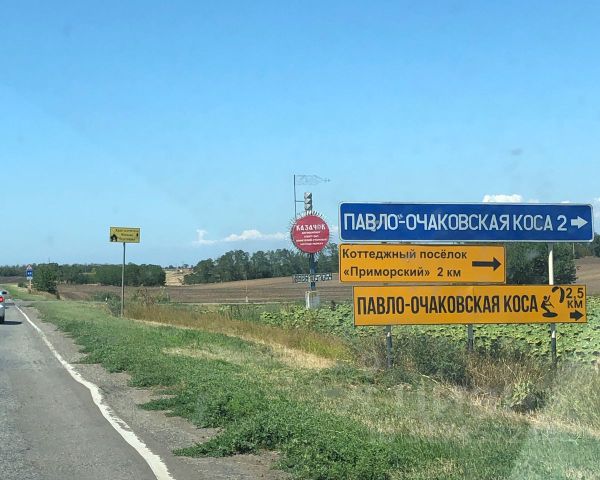 ПАВЛО-ОЧАКОВСКАЯ КОСА 2
Коттеджный посёлок
«Приморский» 2 км
ПАВЛО-ОЧАКОВСКАЯ КОСА 2,5
КМ
КАЗАЧОК